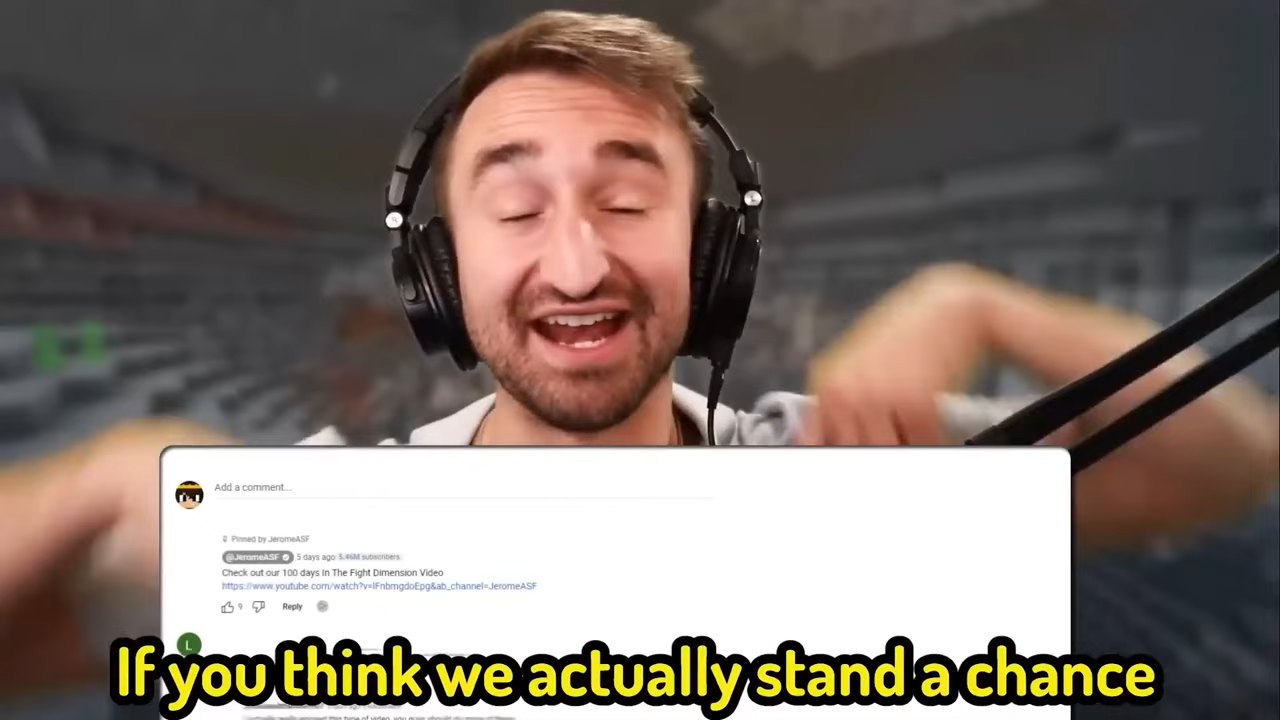 Add a comment...
Pinned by JeromeASF
@JeromeASF 5 days ago 5.46M subscribers
Check out our 100 days In The Fight Dimension Video
https://www.youtube.com/watch?v=lFnbmgdoEpg&ab_channel=JeromeASF
9 Reply
L
If you think we actually stand a chance